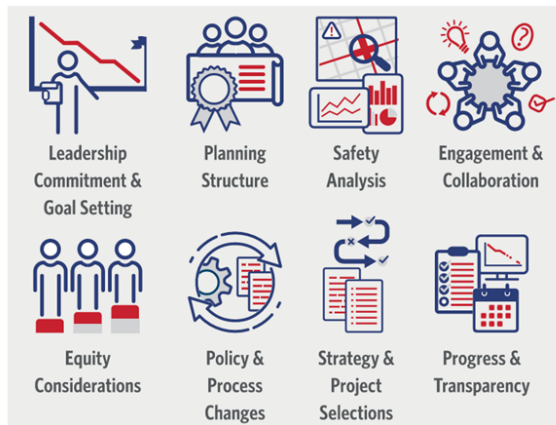 Leadership
Commitment &
Goal Setting
Planning
Structure
Safety
Analysis
Engagement &
Collaboration
Equity
Considerations
Policy &
Process
Changes
Strategy &
Project
Selections
Progress &
Transparency